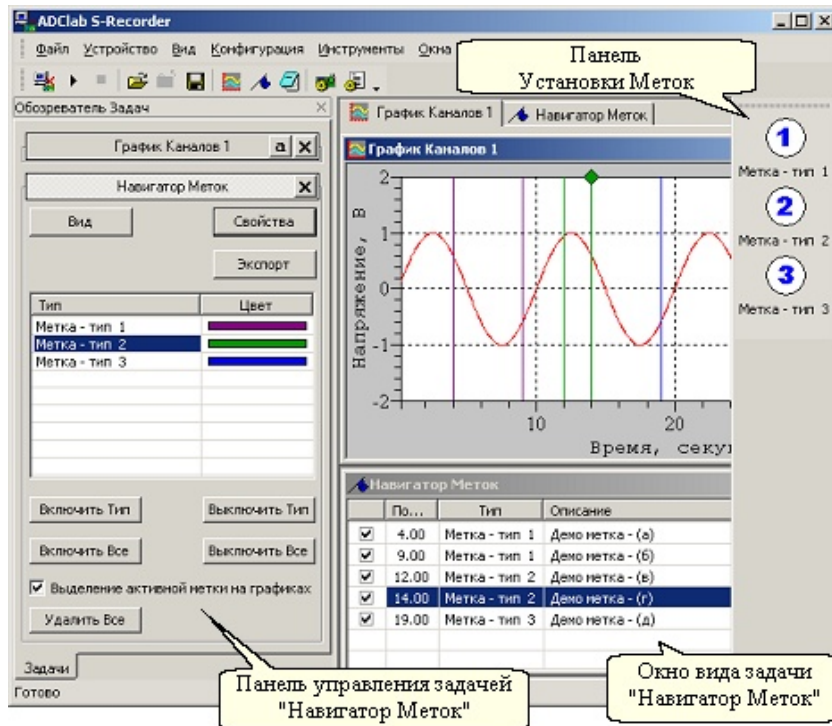 ADClab S-Recorder
Файл Устройство Вид Конфигурация Инструменты Окна
Панель
Установки Меток
Обозреватель Задач
График Каналов 1 a
Навигатор Меток
Вид Свойства
Экспорт
Тип Цвет
Метка - тип 1
Метка - тип 2
Метка - тип 3
Включить Тип Выключить Тип
Включить Все Выключить Все
Выделение активной метки на графиках
Удалить Все
Задачи
Готово
График Каналов 1 Навигатор Меток
График Каналов 1
Напряжение, В
2
1
0
-1
-2
10 20
Время, секу
Навигатор Меток
По... Тип Описание
4.00 Метка - тип 1 Демо метка - (а)
9.00 Метка - тип 1 Демо метка - (б)
12.00 Метка - тип 2 Демо метка - (в)
14.00 Метка - тип 2 Демо метка - (г)
19.00 Метка - тип 3 Демо метка - (д)
1
Метка - тип 1
2
Метка - тип 2
3
Метка - тип 3
Панель управления задачей
"Навигатор Меток"
Окно вида задачи
"Навигатор Меток"